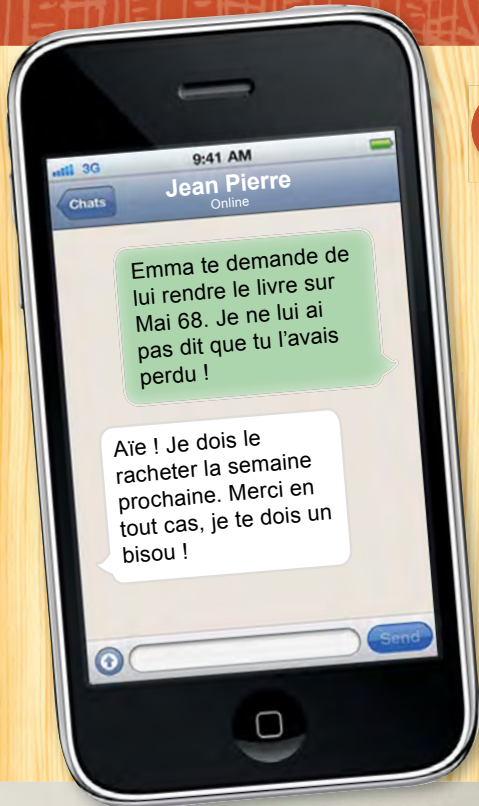 3G
9:41 AM
Chats
Jean Pierre
Online
Emma te demande de
lui rendre le livre sur
Mai 68. Je ne lui ai
pas dit que tu l'avais
perdu !
Aïe ! Je dois le
racheter la semaine
prochaine. Merci en
tout cas, je te dois un
bisou !
Send